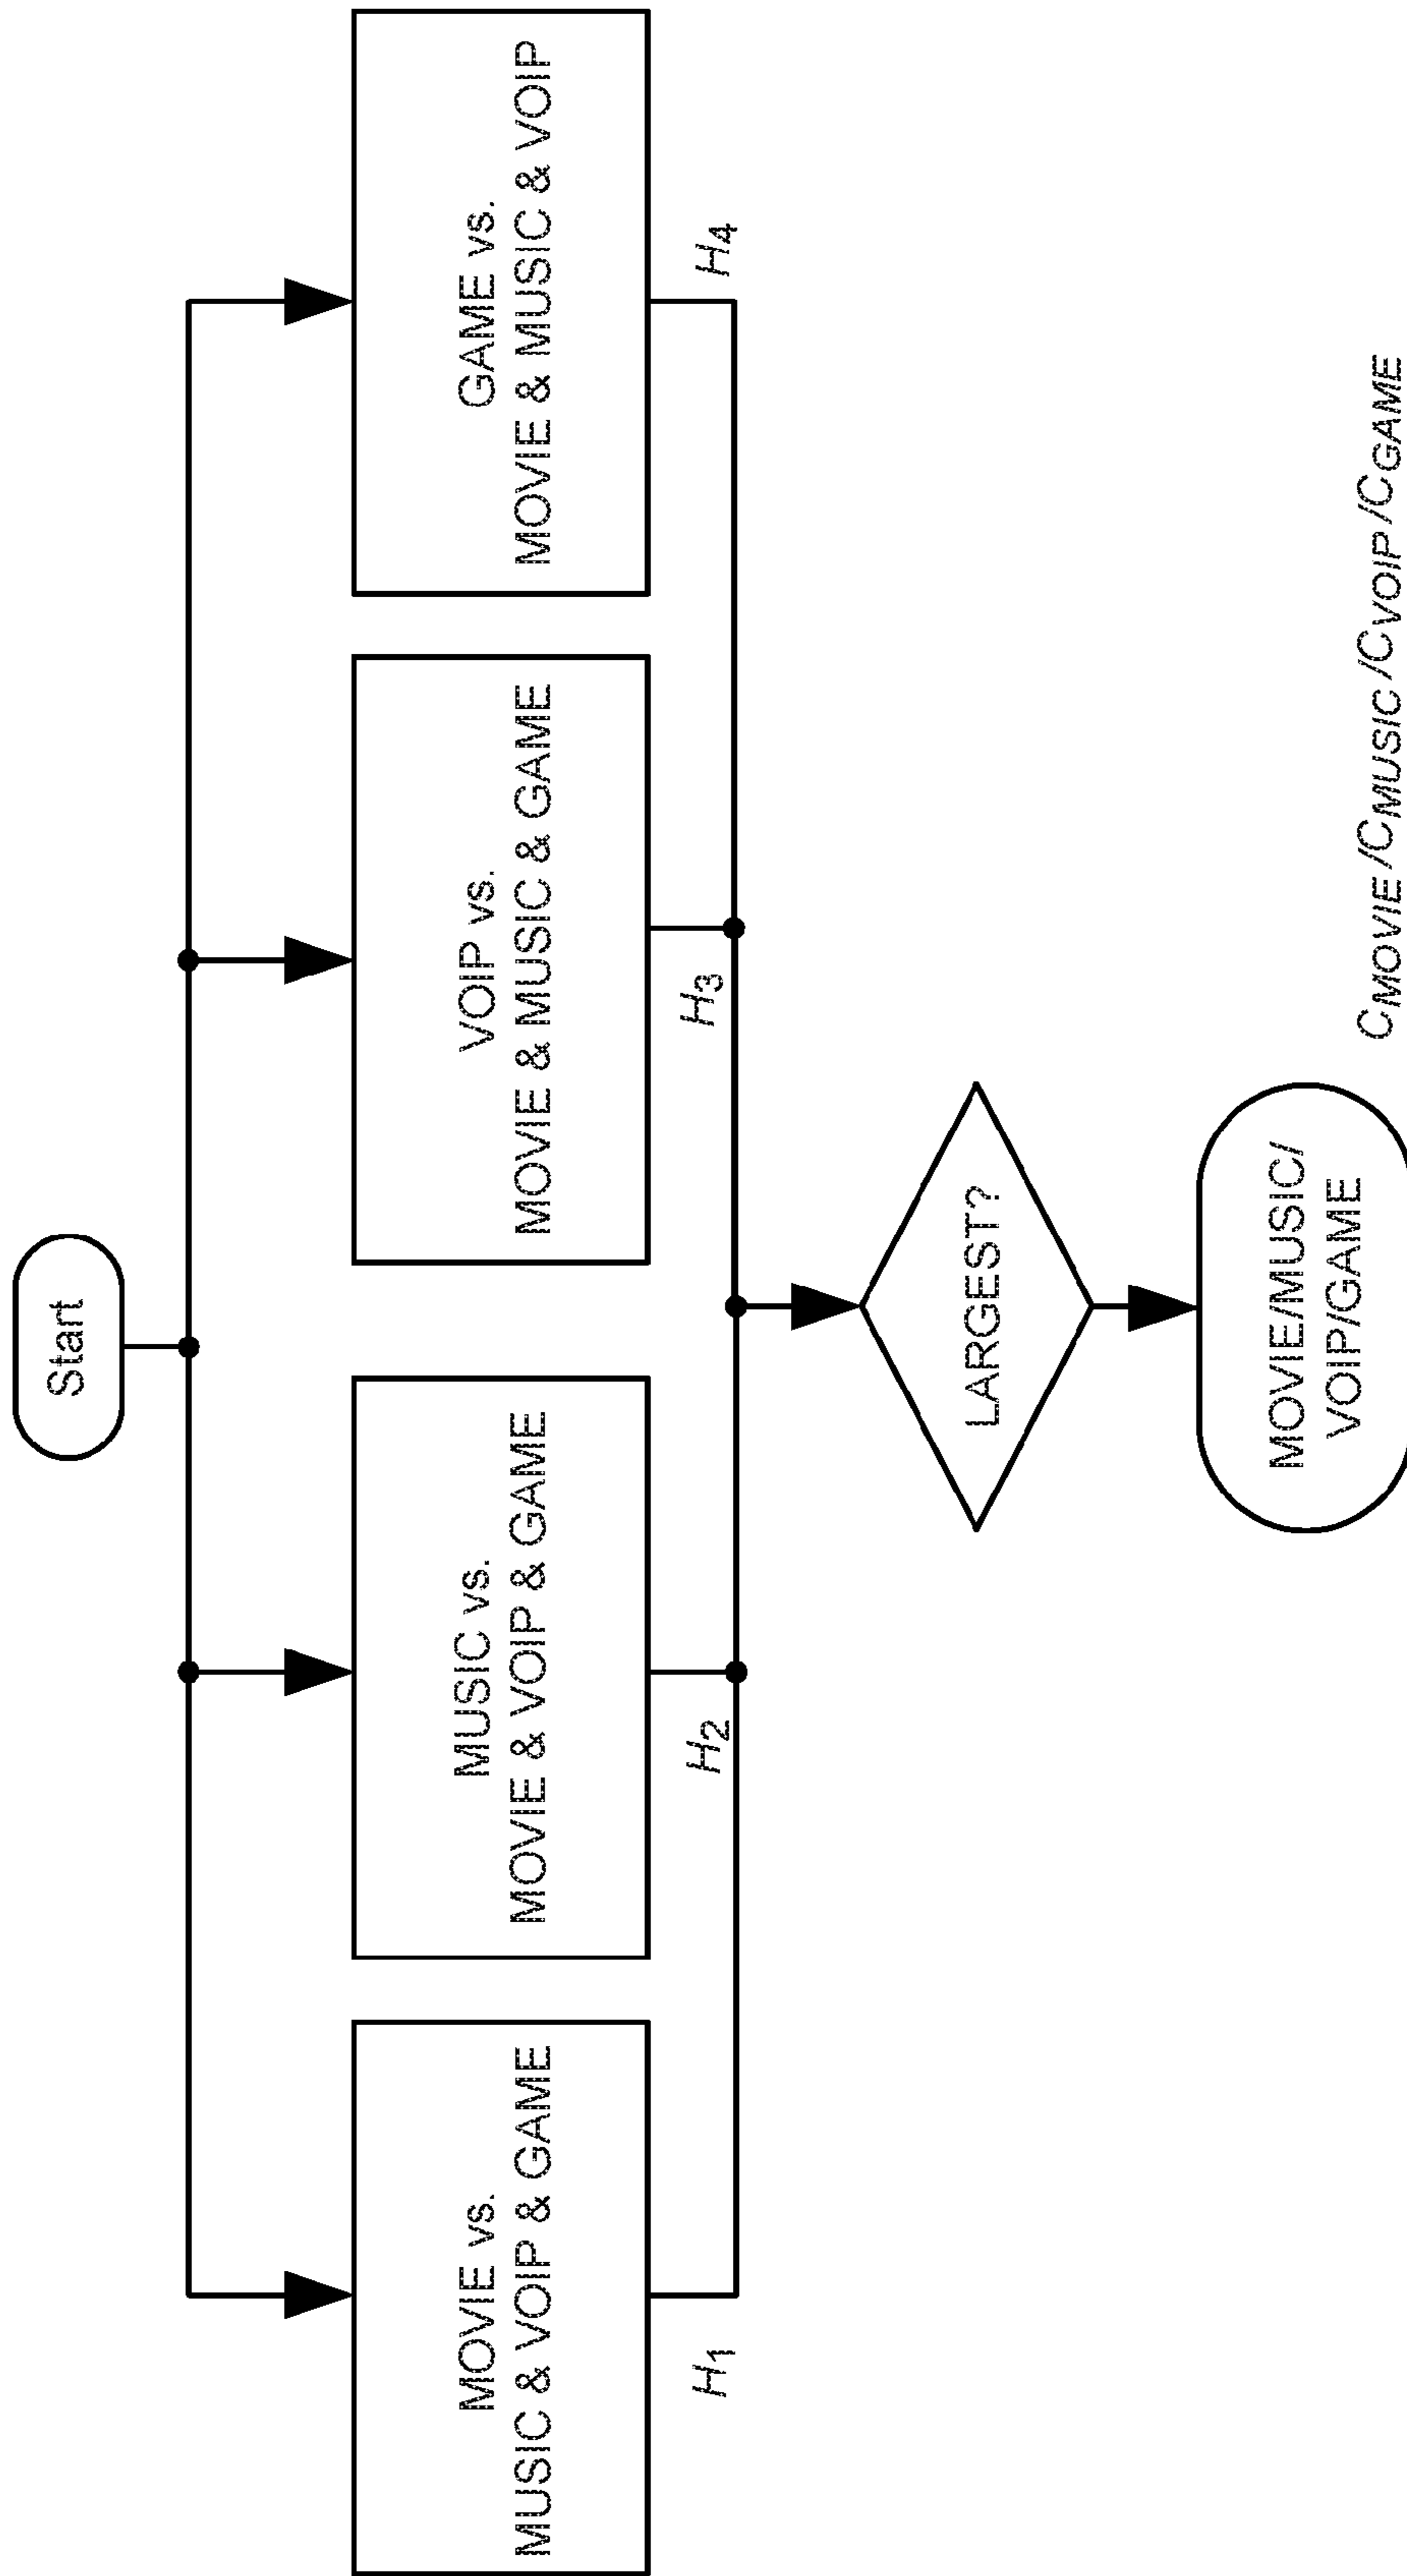 Start
MOVIE vs.
MUSIC & VOIP & GAME
MUSIC vs.
MOVIE & VOIP & GAME
VOIP vs.
MOVIE & MUSIC & GAME
GAME vs.
MOVIE & MUSIC & VOIP
H1
H2
H3
H4
LARGEST?
MOVIE/MUSIC/
VOIP/GAME
CMOVIE/CMUSIC/CVOIP/CGAME